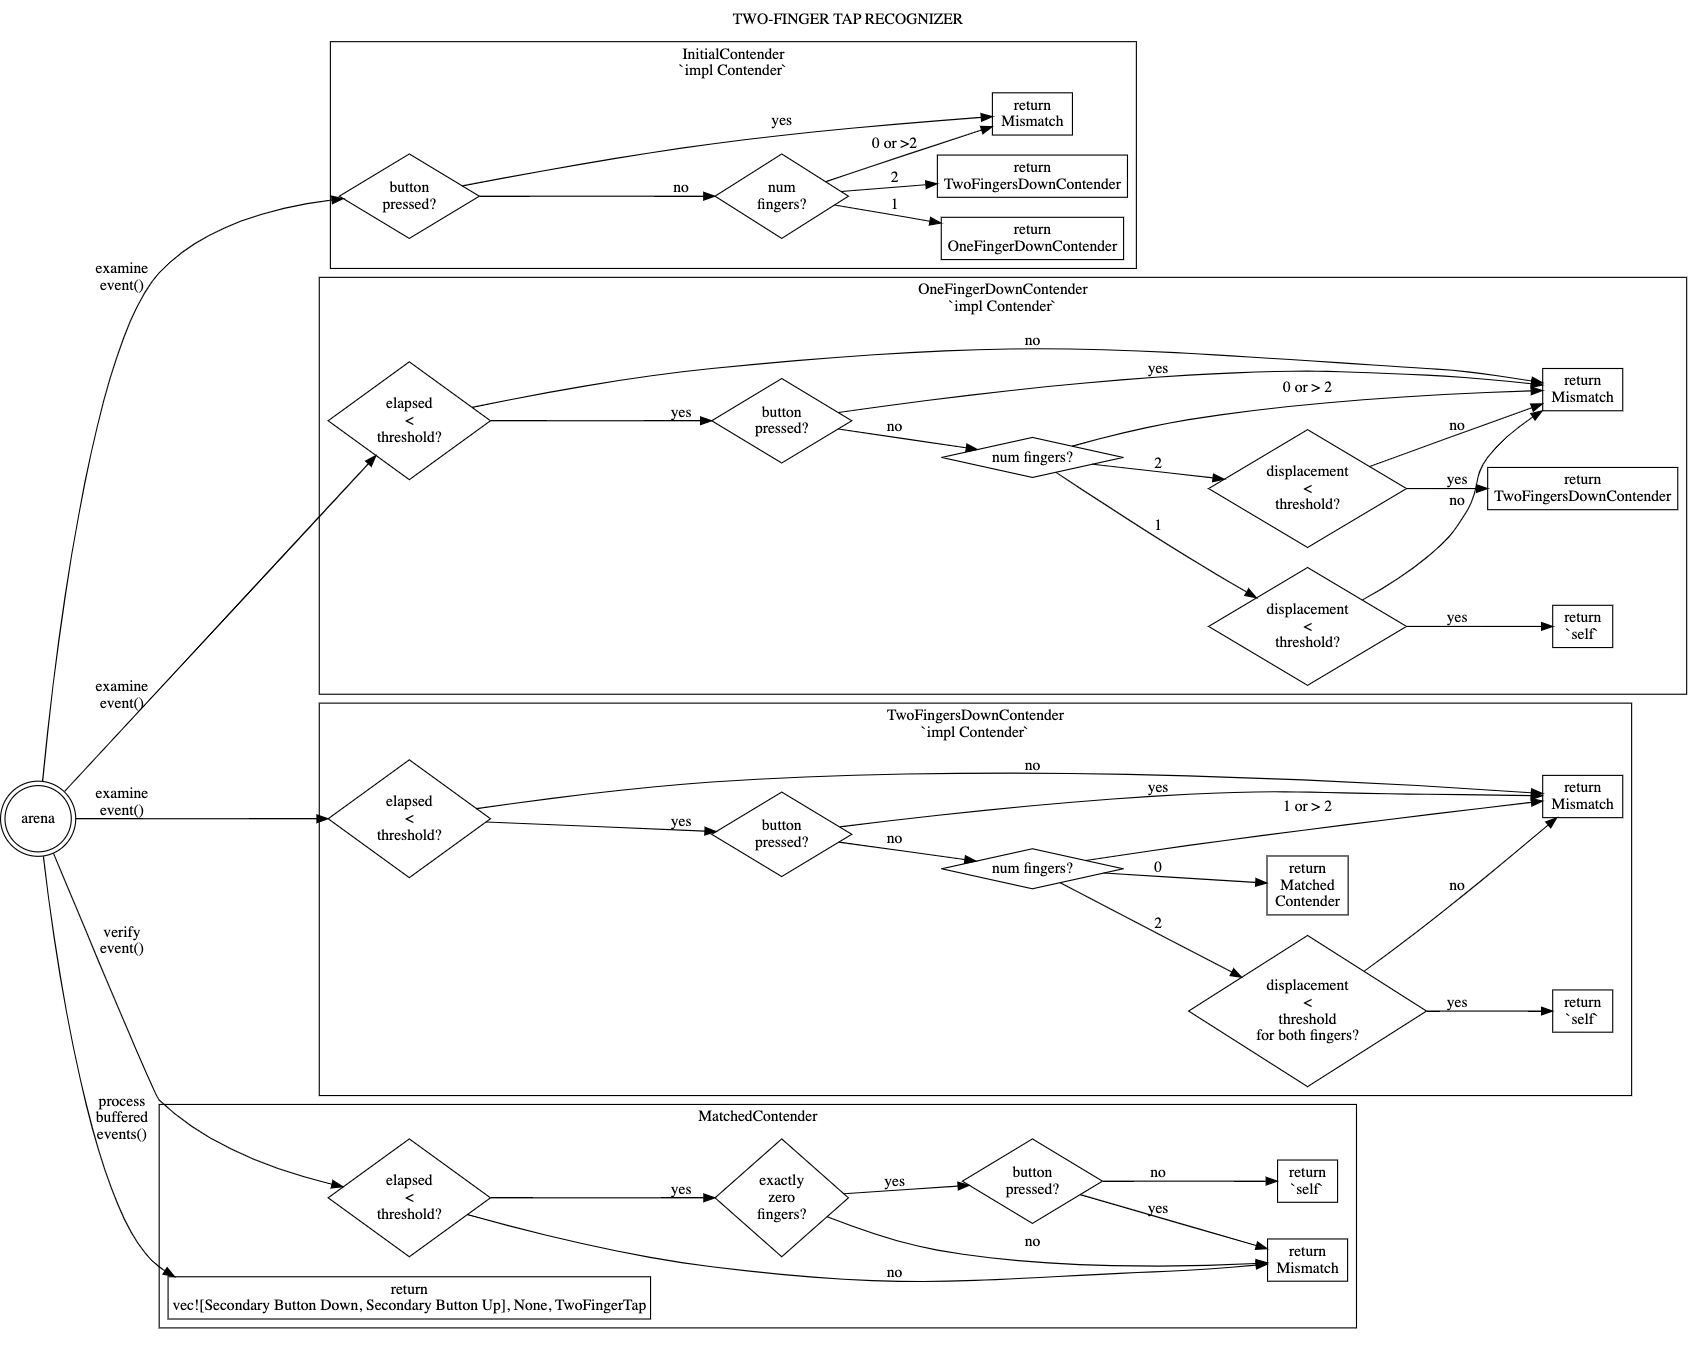 TWO-FINGER TAP RECOGNIZER
InitialContender
`impl Contender`
button
pressed?
yes
no
num
fingers?
0 or >2
2
1
return
Mismatch
return
TwoFingersDownContender
return
OneFingerDownContender
examine
event()
OneFingerDownContender
`impl Contender`
elapsed
<
threshold?
no
yes
button
pressed?
yes
no
num fingers?
0 or > 2
2
1
displacement
<
threshold?
no
yes
no
return
Mismatch
return
TwoFingersDownContender
displacement
<
threshold?
yes
return
`self`
examine
event()
TwoFingersDownContender
`impl Contender`
elapsed
<
threshold?
no
yes
button
pressed?
yes
no
num fingers?
1 or > 2
0
2
return
Mismatch
return
Matched
Contender
displacement
<
threshold
for both fingers?
no
yes
return
`self`
examine
event()
arena
verify
event()
process
buffered
events()
MatchedContender
elapsed
<
threshold?
yes
no
exactly
zero
fingers?
yes
no
button
pressed?
no
yes
return
`self`
return
Mismatch
return
vec![Secondary Button Down, Secondary Button Up], None, TwoFingerTap